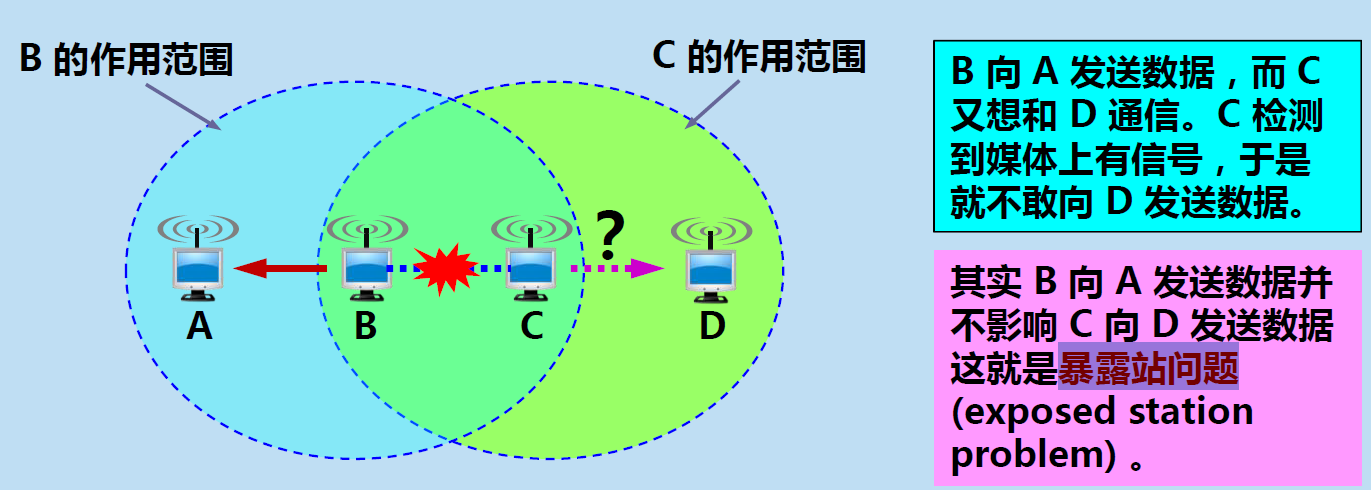 B 的作用范围
C 的作用范围
?
A
B
C
D
B 向 A 发送数据，而 C
又想和 D 通信。C 检测
到媒体上有信号，于是
就不敢向 D 发送数据。
其实 B 向 A 发送数据并
不影响 C 向 D 发送数据
这就是暴露站问题
(exposed station
problem) 。